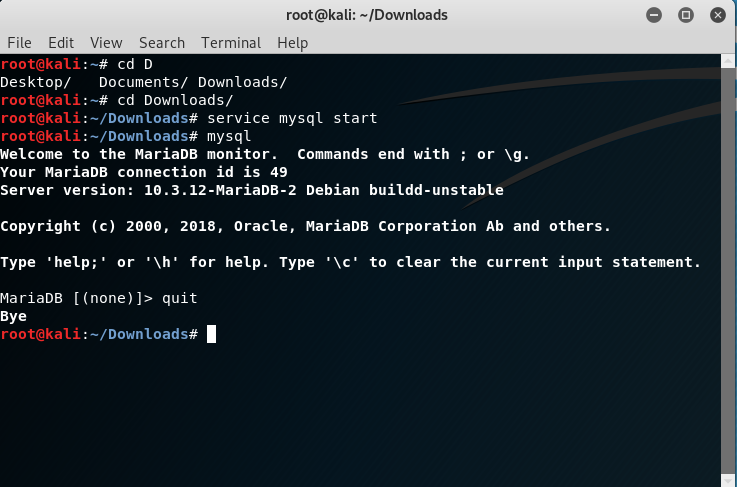 root@kali: ~/Downloads
File Edit View Search Terminal Help
root@kali:~# cd D
Desktop/   Documents/ Downloads/
root@kali:~# cd Downloads/
root@kali:~/Downloads# service mysql start
root@kali:~/Downloads# mysql
Welcome to the MariaDB monitor.  Commands end with ; or \g.
Your MariaDB connection id is 49
Server version: 10.3.12-MariaDB-2 Debian buildd-unstable
Copyright (c) 2000, 2018, Oracle, MariaDB Corporation Ab and others.
Type 'help;' or '\h' for help. Type '\c' to clear the current input statement.
MariaDB [(none)]> quit
Bye
root@kali:~/Downloads#